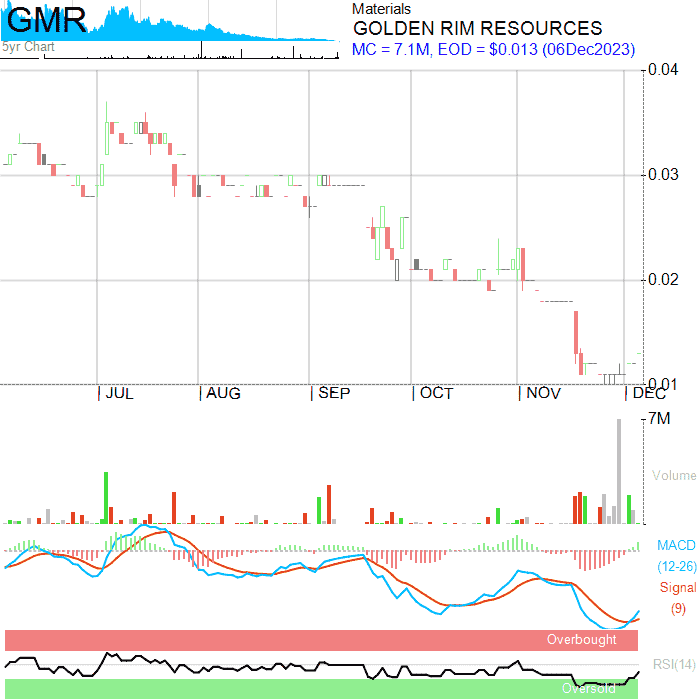 GMR
5yr Chart
Materials
GOLDEN RIM RESOURCES
MC = 7.1M, EOD = $0.013 (06Dec2023)
0.04
0.03
0.02
0.01
JUL AUG SEP OCT NOV DEC
7M
Volume
MACD
(12-26)
Signal
(9)
Overbought
RSI(14)
Oversold